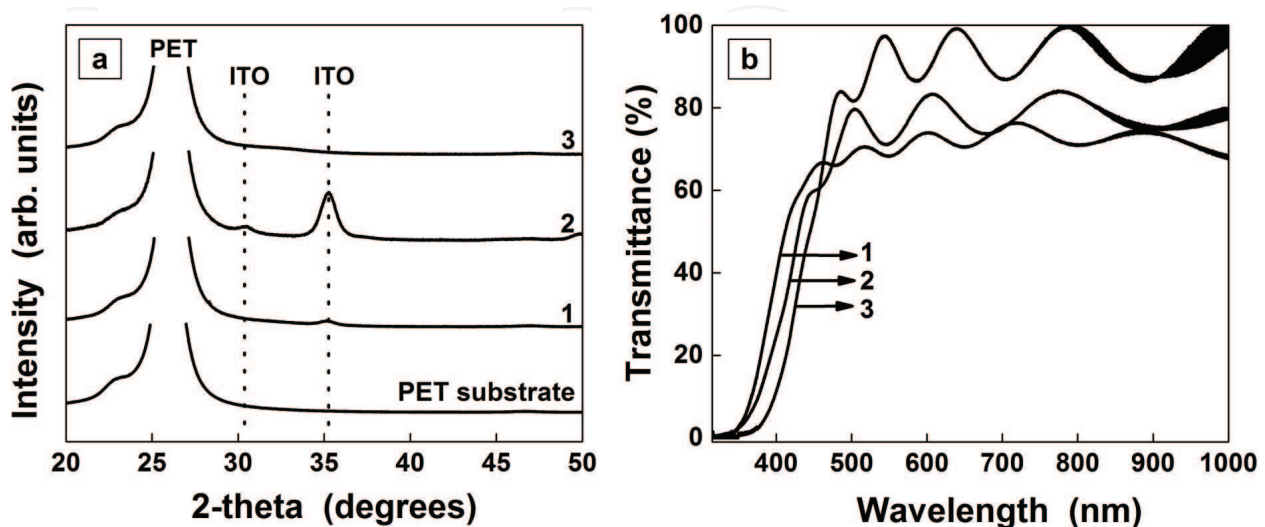 a
PET
ITO
ITO
3
2
1
PET substrate
Intensity (arb. units)
20 25 30 35 40 45 50
2-theta (degrees)
b
100
80
60
40
20
0
Transmittance (%)
1
2
3
400 500 600 700 800 900 1000
Wavelength (nm)